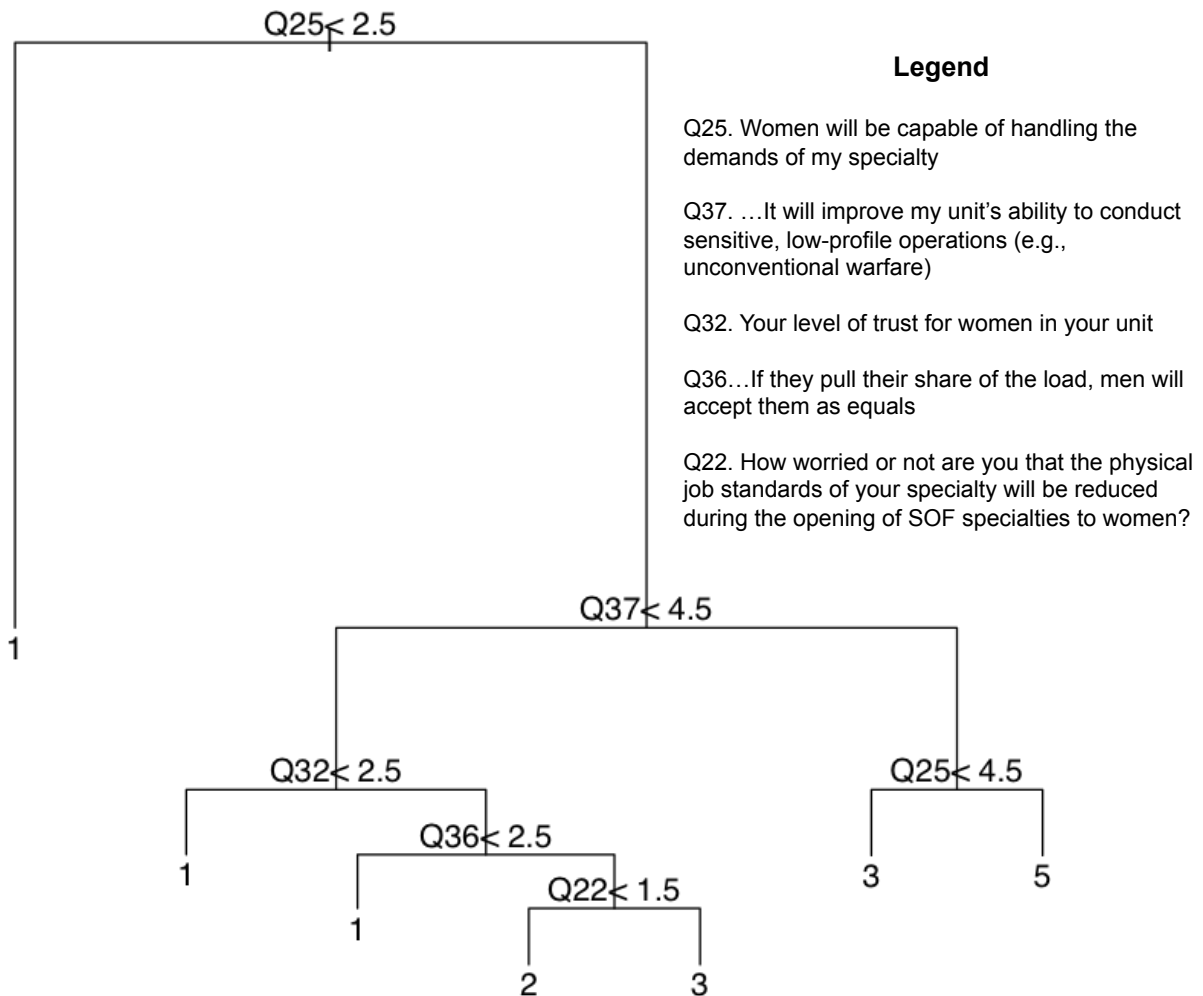 Q25< 2.5
Legend
Q25. Women will be capable of handling the
demands of my specialty
Q37. …It will improve my unit’s ability to conduct
sensitive, low-profile operations (e.g.,
unconventional warfare)
Q32. Your level of trust for women in your unit
Q36…If they pull their share of the load, men will
accept them as equals
Q22. How worried or not are you that the physical
job standards of your specialty will be reduced
during the opening of SOF specialties to women?
Q37< 4.5
1
Q32< 2.5
Q25< 4.5
Q36< 2.5
1
3
5
Q22< 1.5
1
2
3